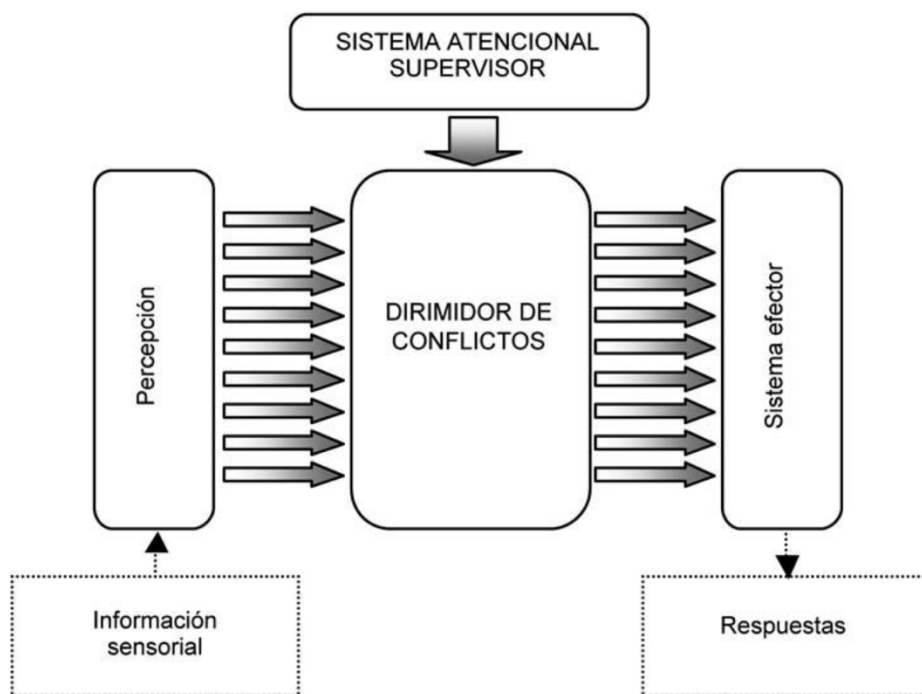 SISTEMA ATENCIONAL
SUPERVISOR
Percepción
DIRIMIDOR DE
CONFLICTOS
Sistema efector
Información
sensorial
Respuestas